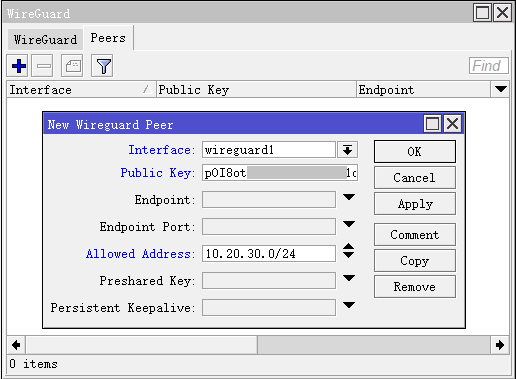 WireGuard
WireGuard Peers
Find
Interface / Public Key Endpoint
New Wireguard Peer
Interface: wireguard1
OK
Public Key: pOI8ot
Cancel
Endpoint:
Apply
Endpoint Port:
Allowed Address: 10.20.30.0/24
Comment
Preshared Key:
Copy
Persistent Keepalive:
Remove
0 items